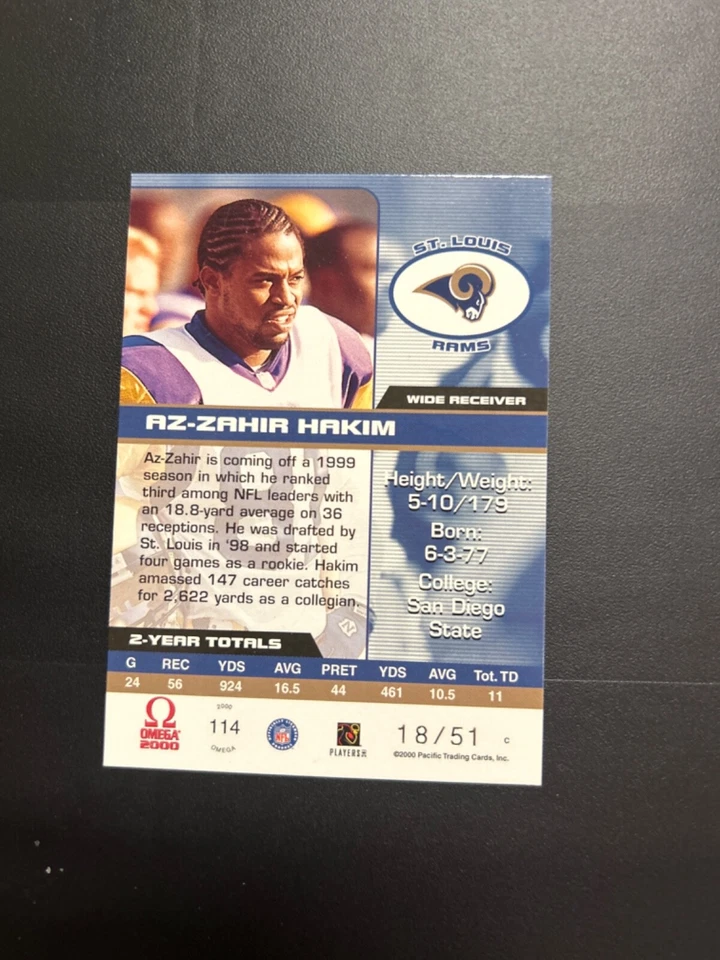 ST. LOUIS
RAMS
WIDE RECEIVER
AZ-ZAHIR HAKIM
Az-Zahir is coming off a 1999
season in which he ranked
third among NFL leaders with
an 18.8-yard average on 36
receptions. He was drafted by
St. Louis in '98 and started
four games as a rookie. Hakim
amassed 147 career catches
for 2,622 yards as a collegian.
Height/Weight:
5-10/179
Born:
6-3-77
College:
San Diego
State
2-YEAR TOTALS
G REC YDS AVG PRET YDS AVG Tot. TD
24 56 924 16.5 44 461 10.5 11
OMEGA
2000
2000
114
OMEGA
NFL
PLAYERS
18/51 C
©2000 Pacific Trading Cards, Inc.